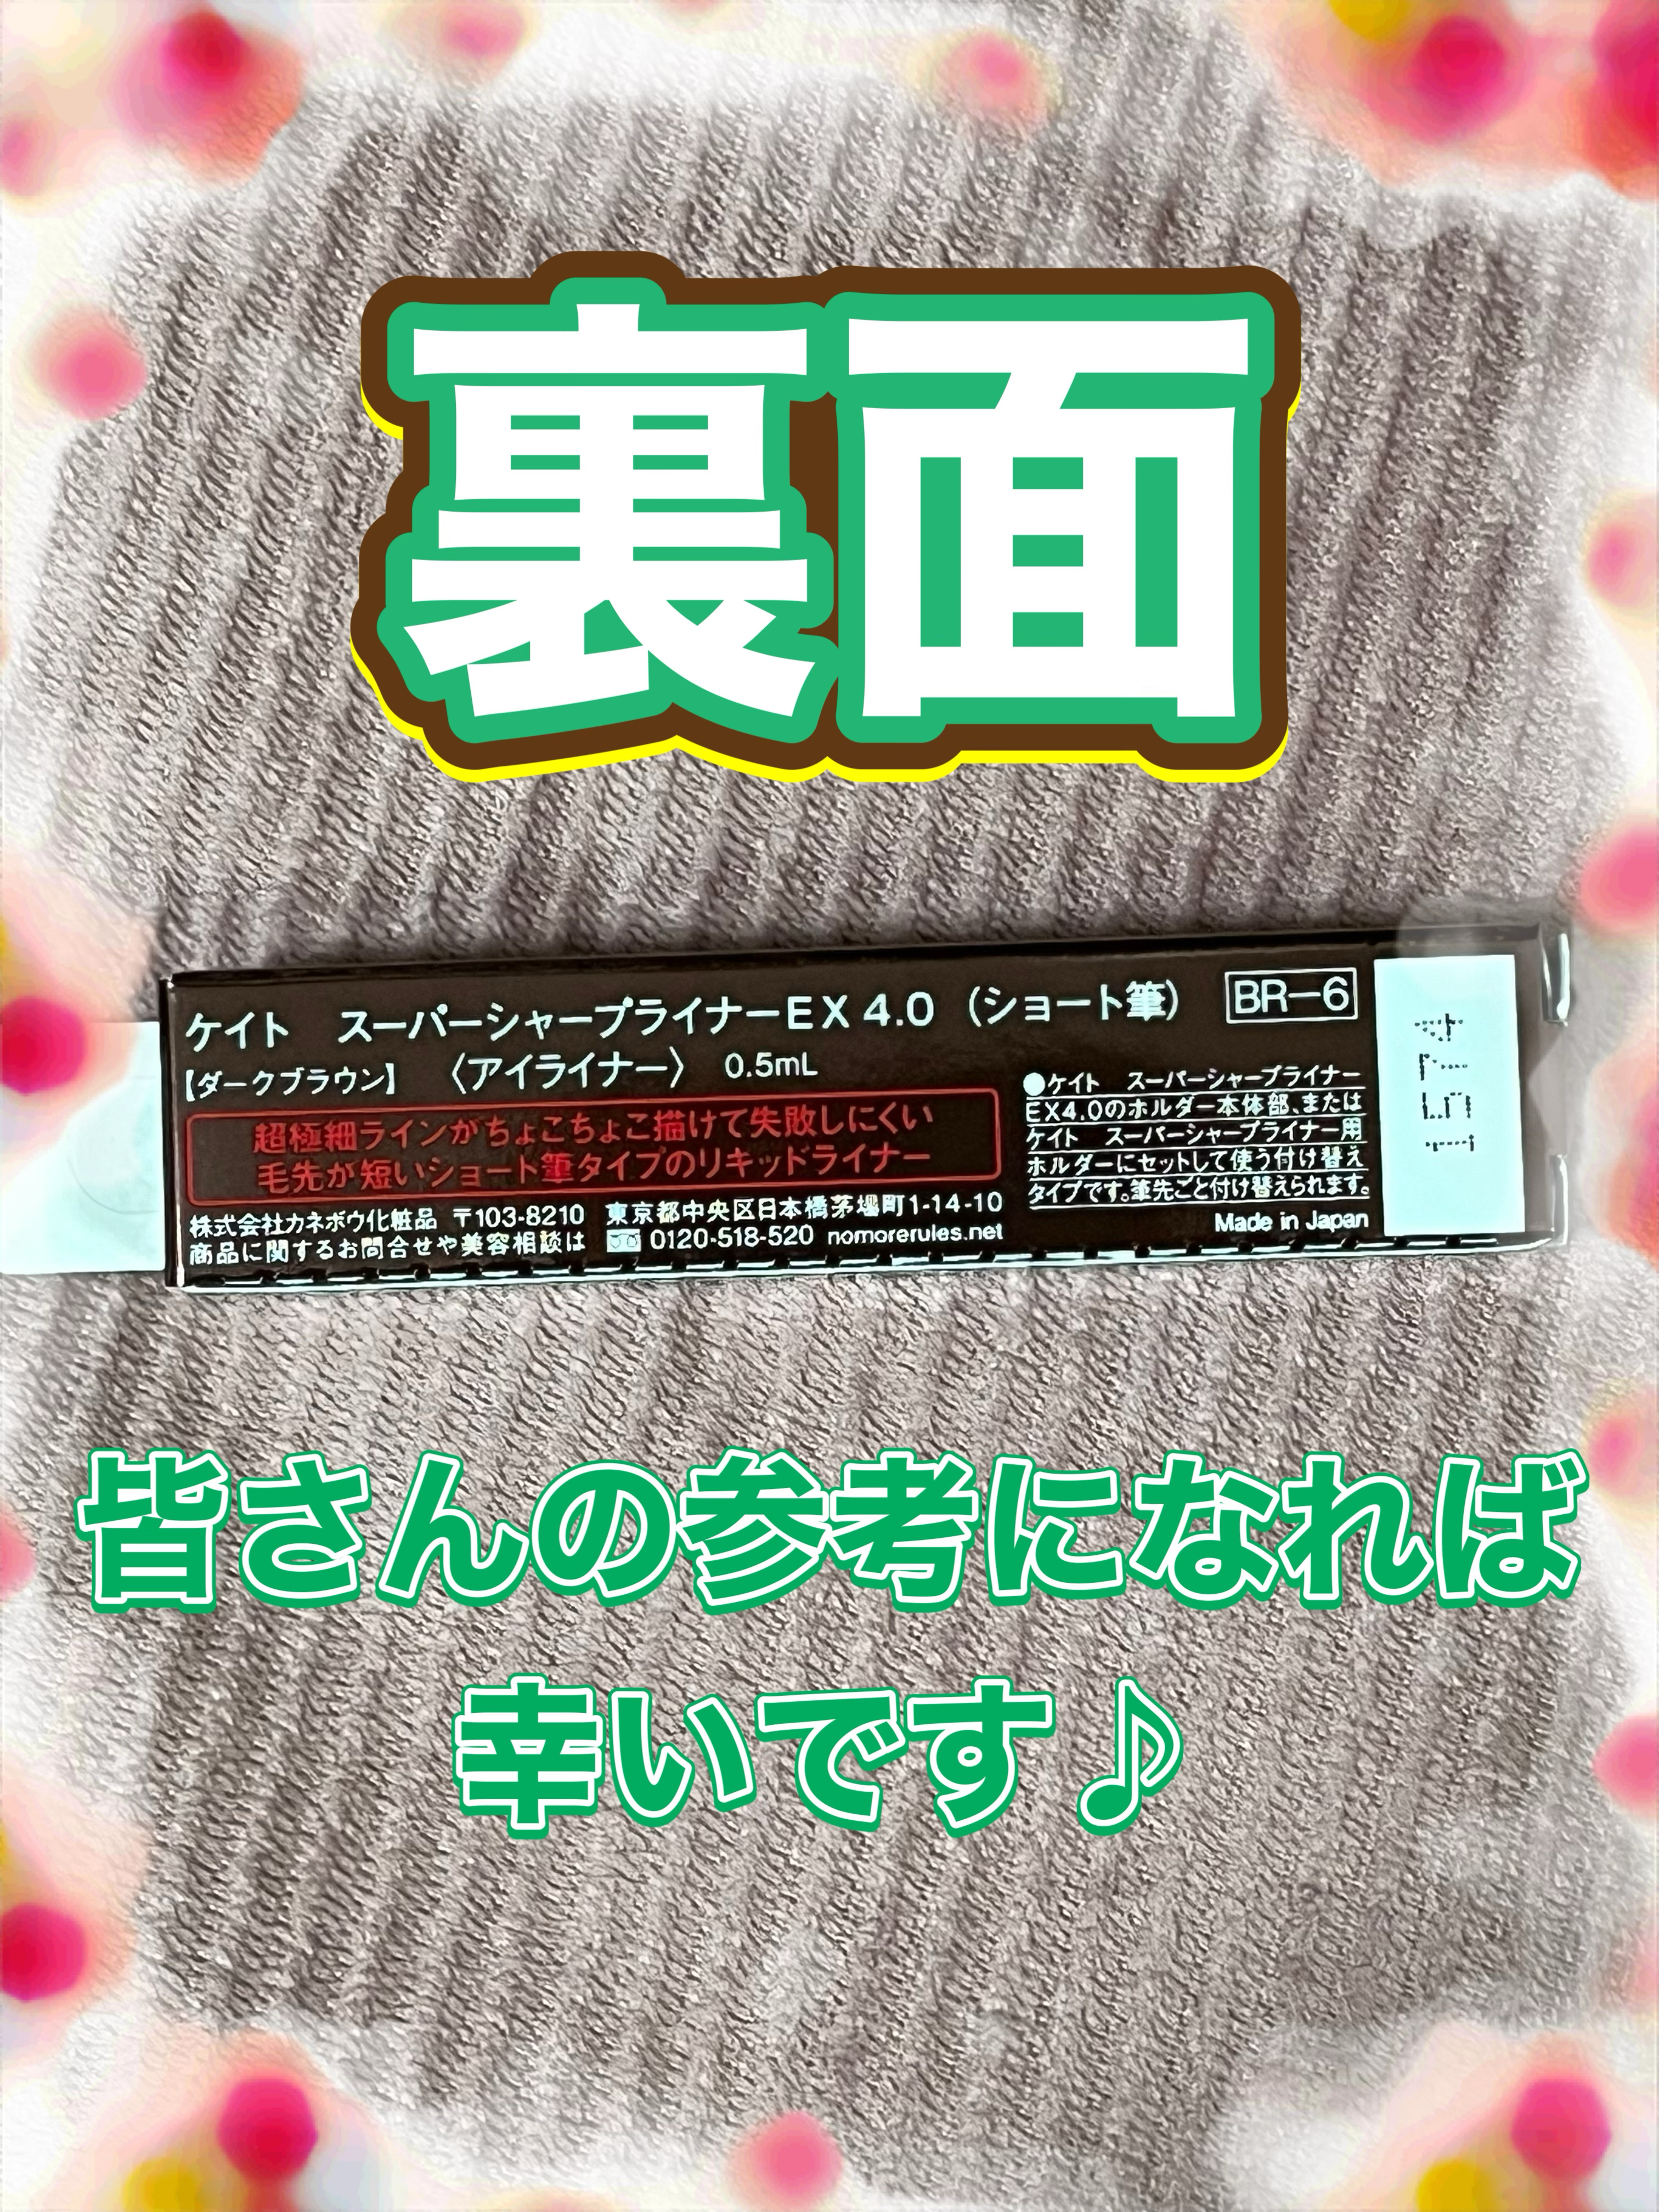 裏面
ケイト　スーパーシャープライナーEX 4.0（ショート筆） BR－6
【ダークブラウン】〈アイライナー〉 0.5mL
超極細ラインがちょこちょこ描けて失敗しにくい
毛先が短いショート筆タイプのリキッドライナー
株式会社カネボウ化粧品 〒103-8210 東京都中央区日本橋茅場町1-14-10
商品に関するお問合せや美容相談は 0120-518-520 nomorerules.net
●ケイト　スーパーシャープライナー
EX4.0のホルダー本体部、または
ケイト　スーパーシャープライナー用
ホルダーにセットして使う付け替え
タイプです。筆先ごと付け替えられます。
Made in Japan
皆さんの参考になれば
幸いです♪